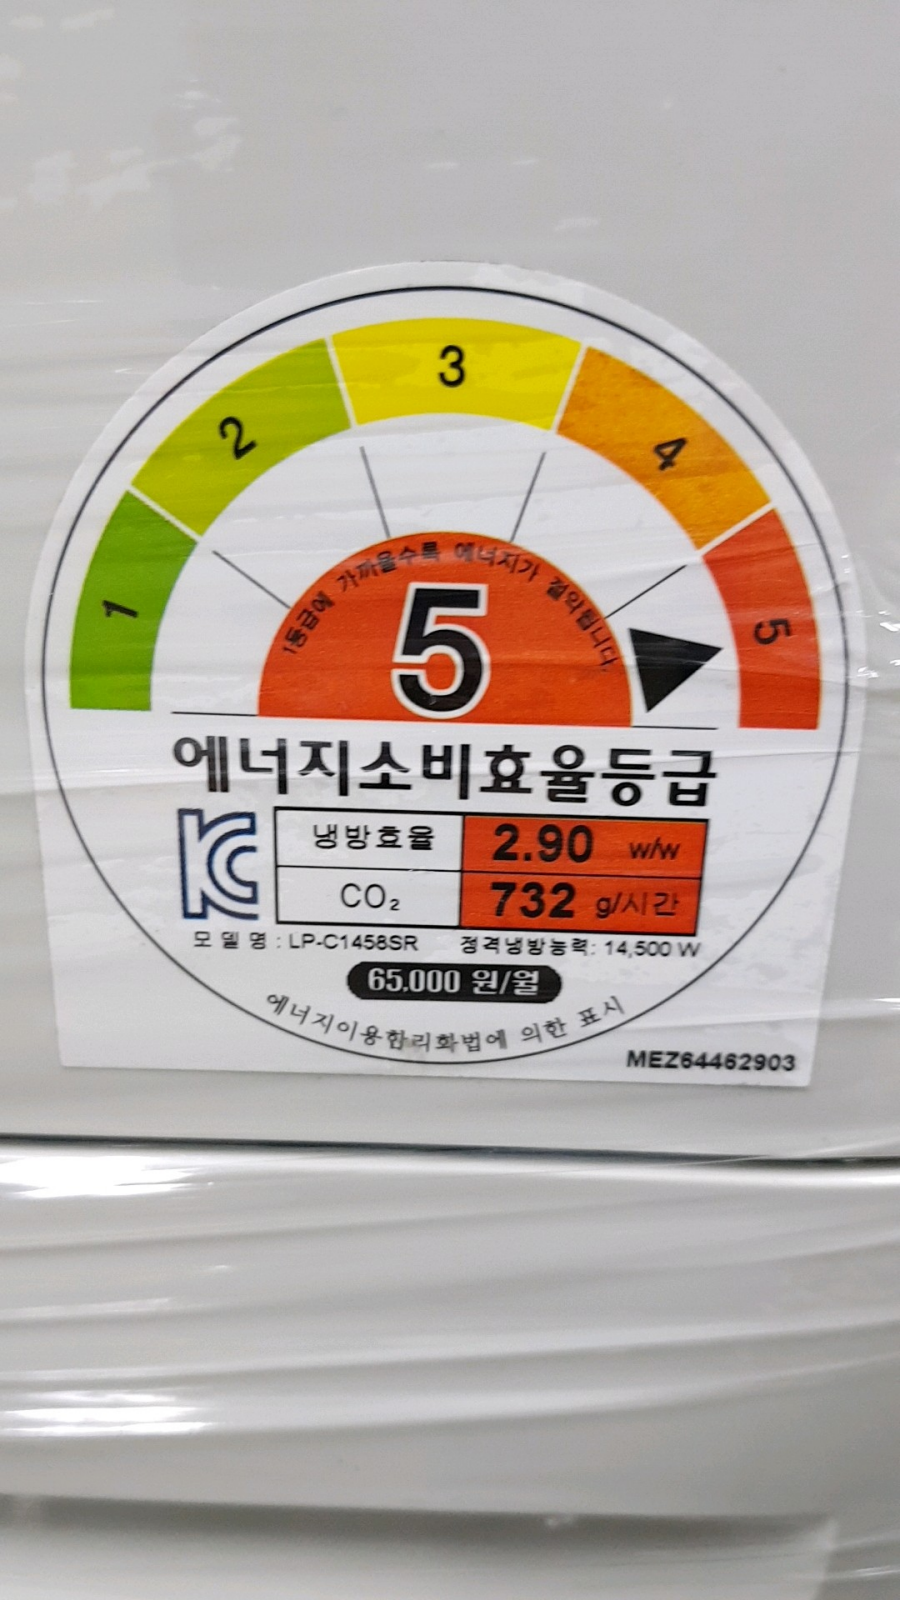 1
2
3
4
5
1등급에 가까울수록 에너지가 절약됩니다.
5
에너지소비효율등급
KC
냉방효율 2.90 w/w
CO₂ 732 g/시간
모델명 : LP-C1458SR 정격냉방능력: 14,500 W
65,000 원/월
에너지이용합리화법에 의한 표시
MEZ64462903